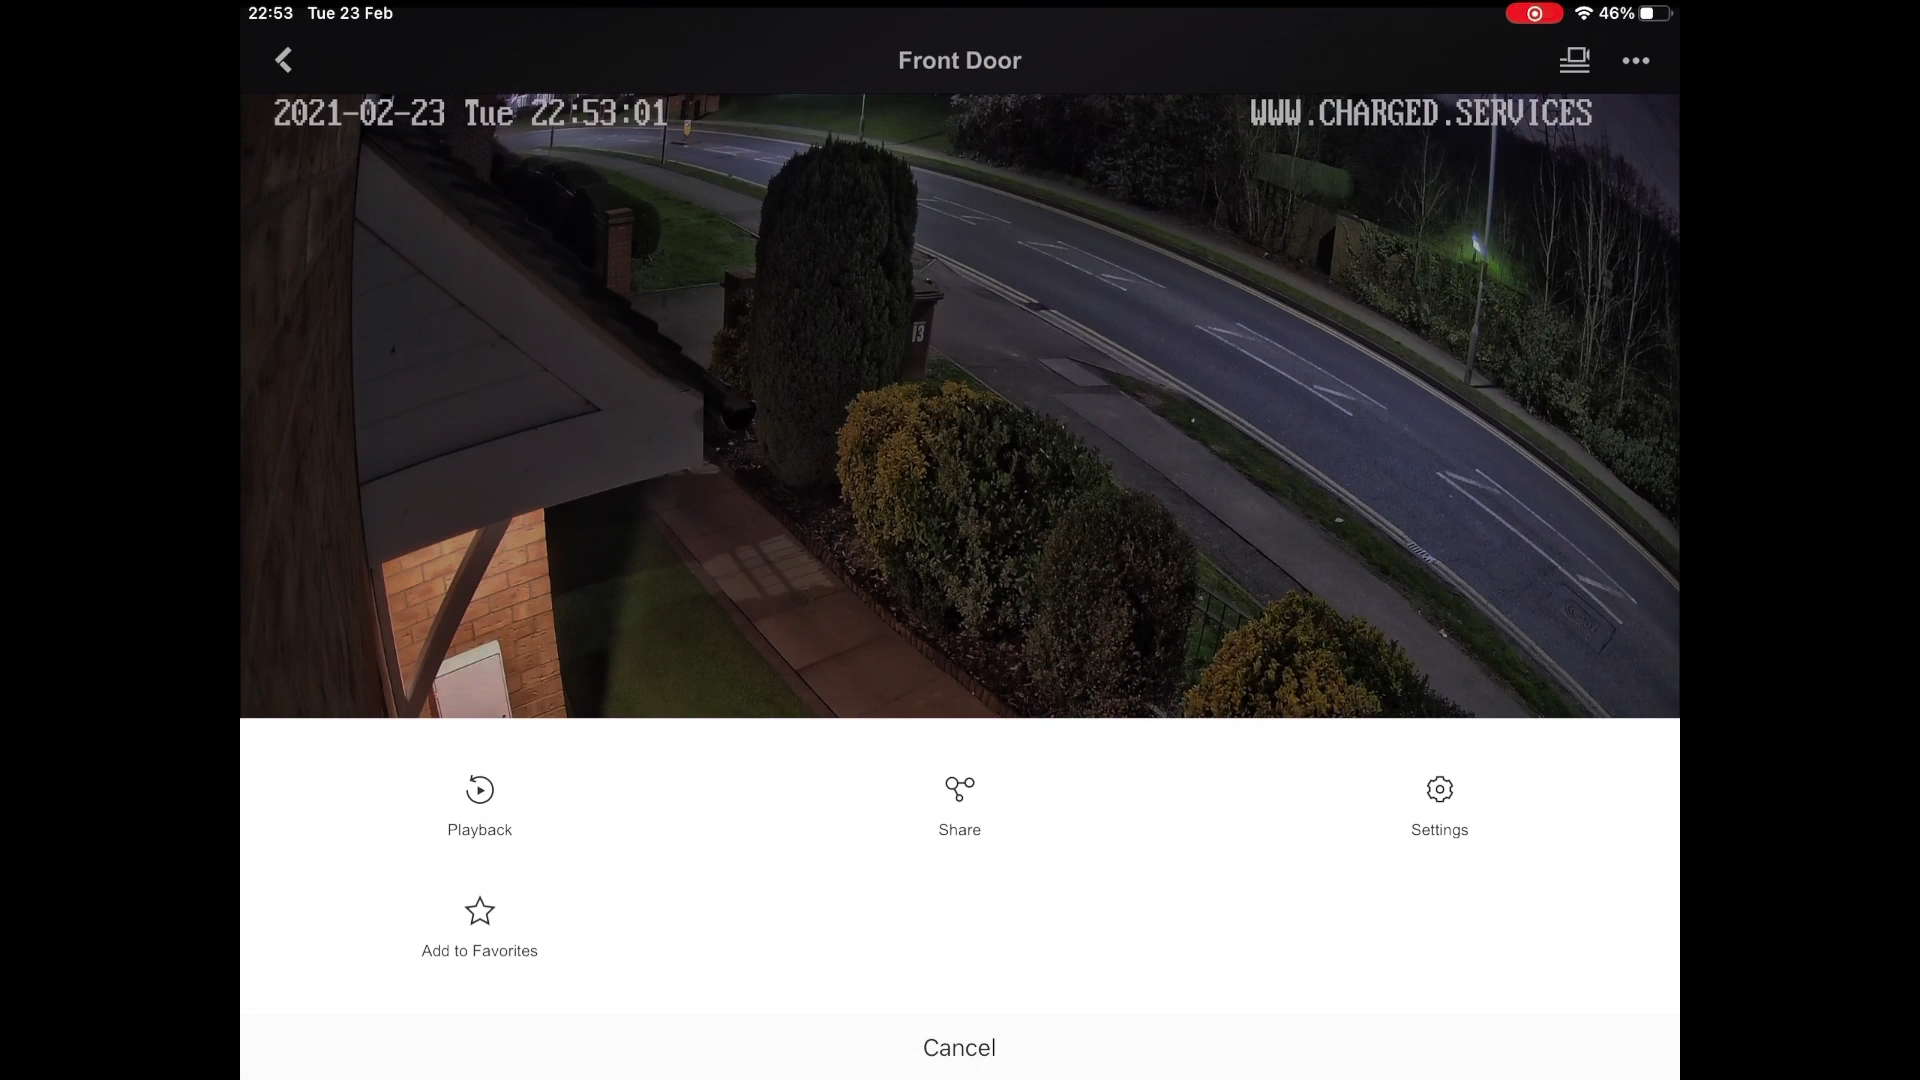 22:53 Tue 23 Feb
46%
Front Door
2021-02-23 Tue 22:53:01
WWW.CHARGED.SERVICES
13
Playback
Share
Settings
Add to Favorites
Cancel